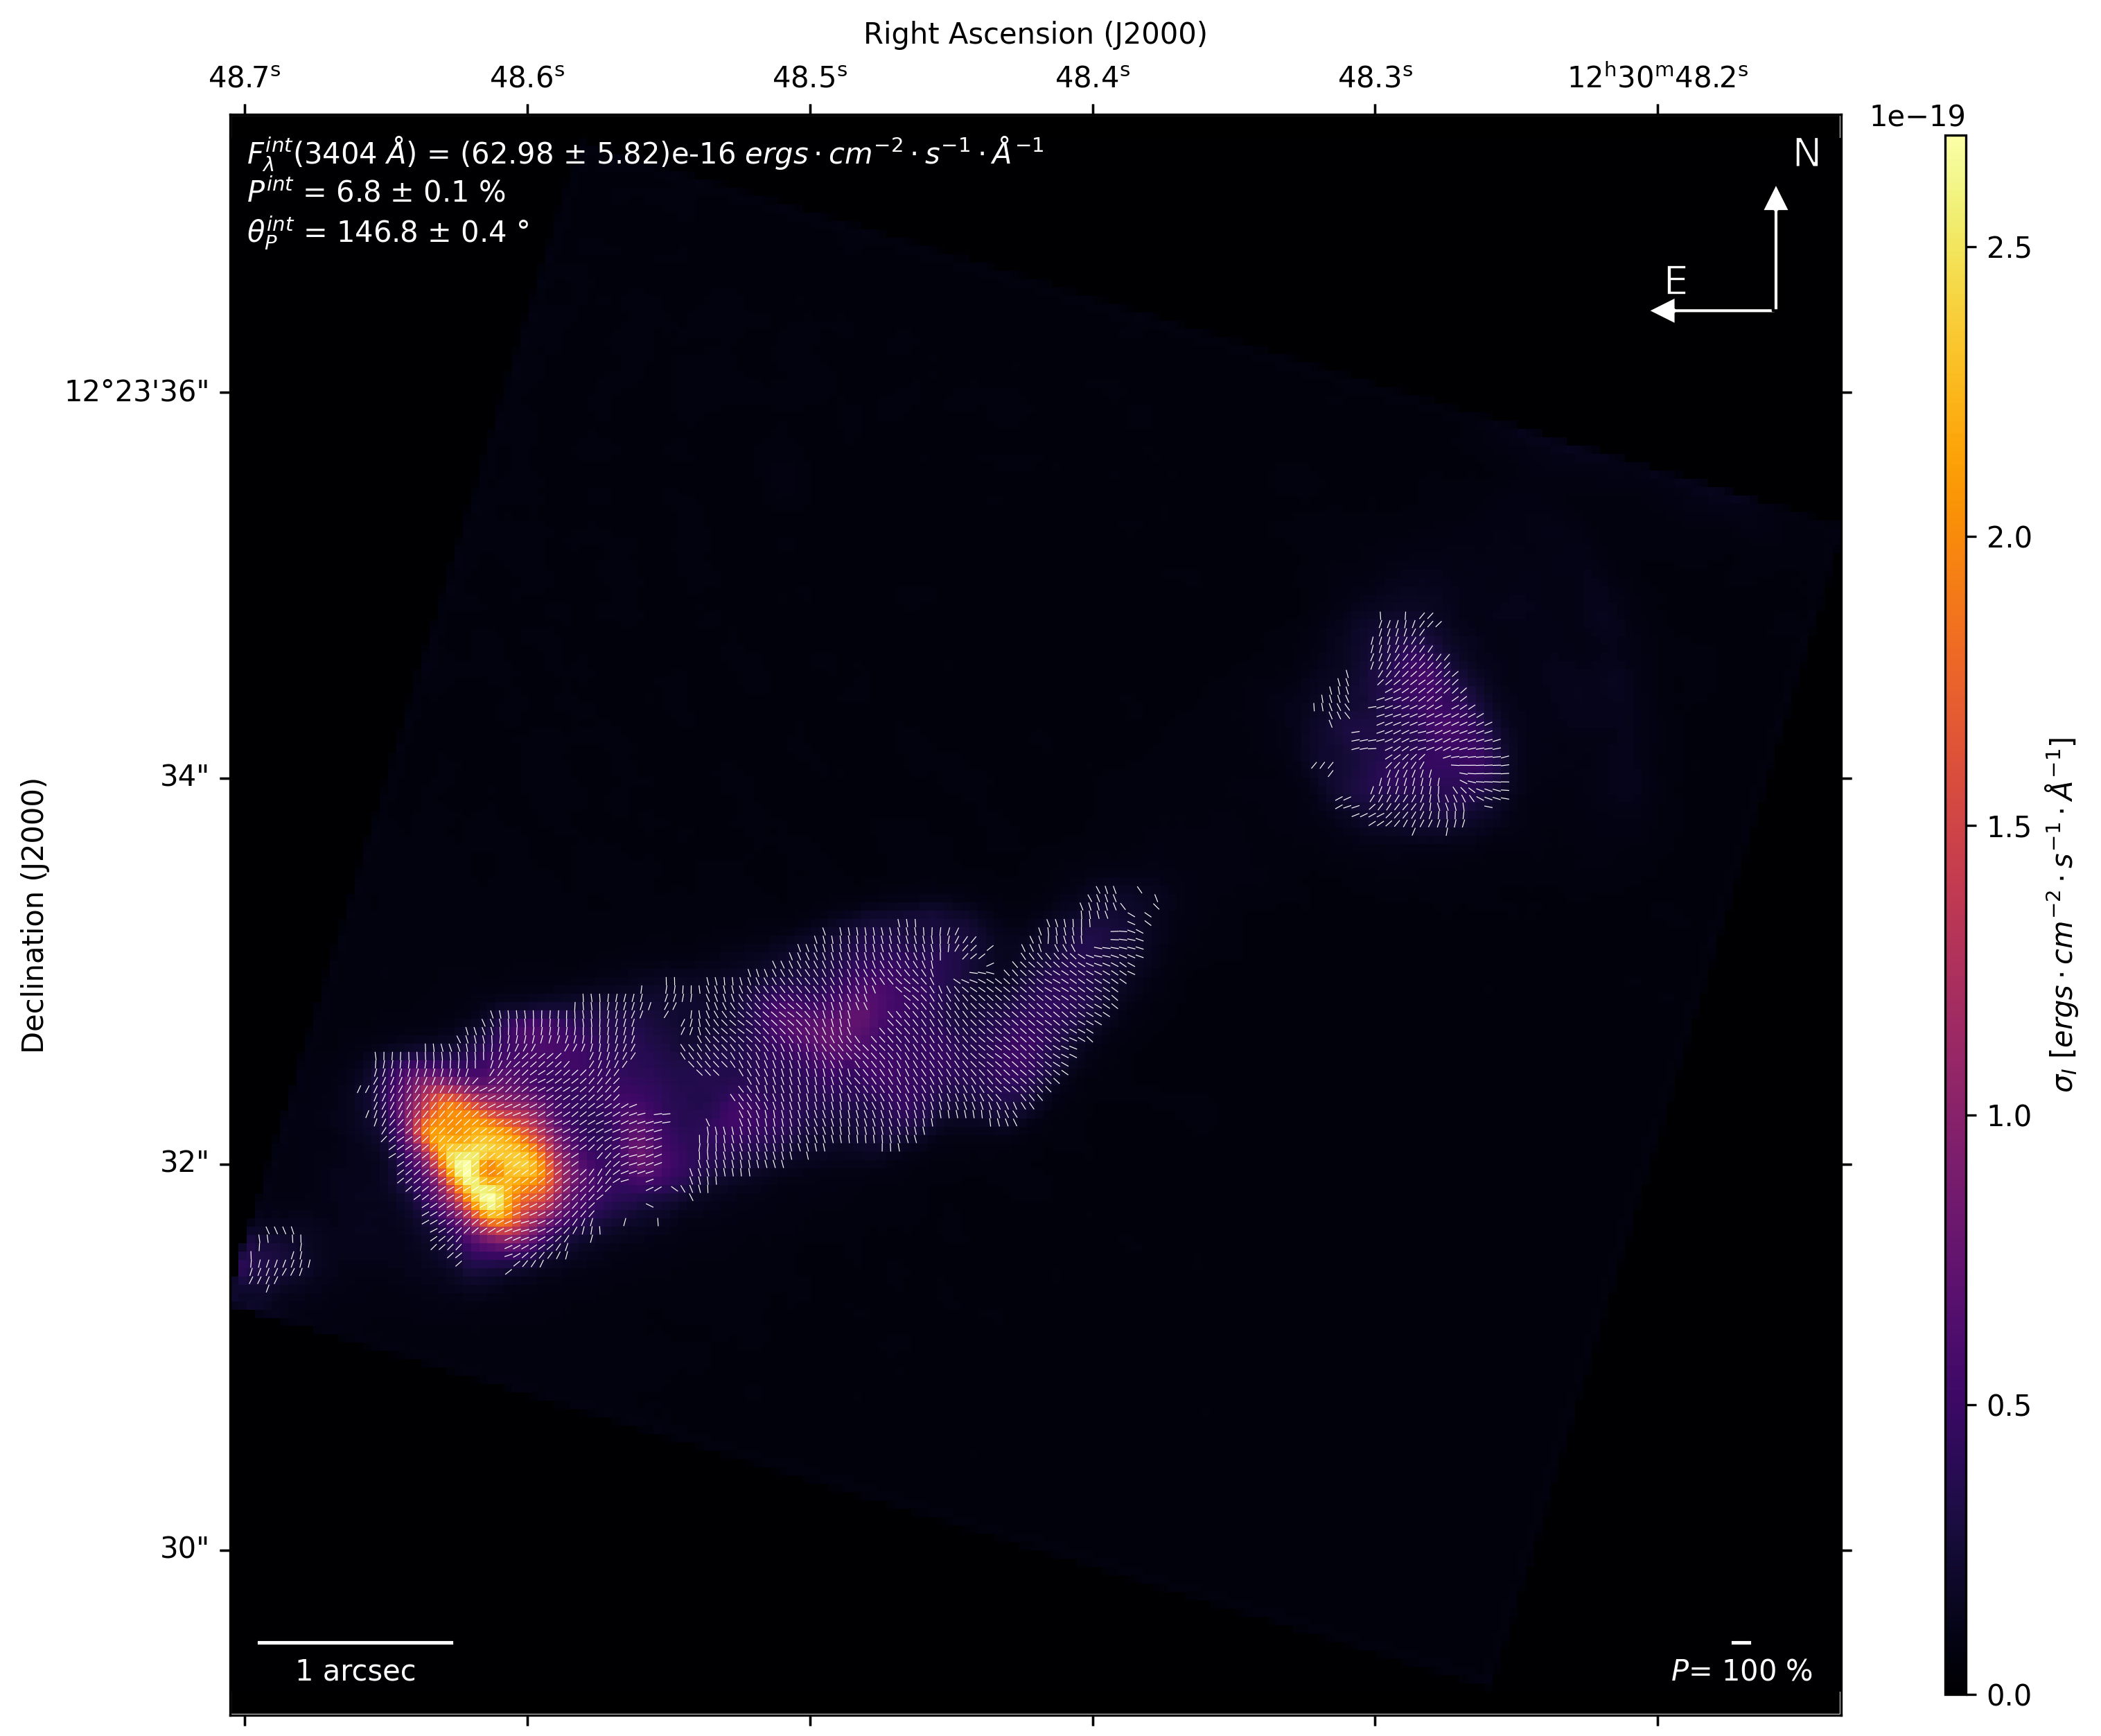 Right Ascension (J2000)
48.7ˢ 48.6ˢ 48.5ˢ 48.4ˢ 48.3ˢ 12ʰ30ᵐ48.2ˢ
1e−19
F_λ^int(3404 Å) = (62.98 ± 5.82)e-16 ergs · cm⁻² · s⁻¹ · Å⁻¹
P^int = 6.8 ± 0.1 %
θ_P^int = 146.8 ± 0.4 °
N
E
12°23'36"
34"
32"
30"
Declination (J2000)
2.5
2.0
1.5
1.0
0.5
0.0
σ_I [ergs · cm⁻² · s⁻¹ · Å⁻¹]
1 arcsec
P= 100 %